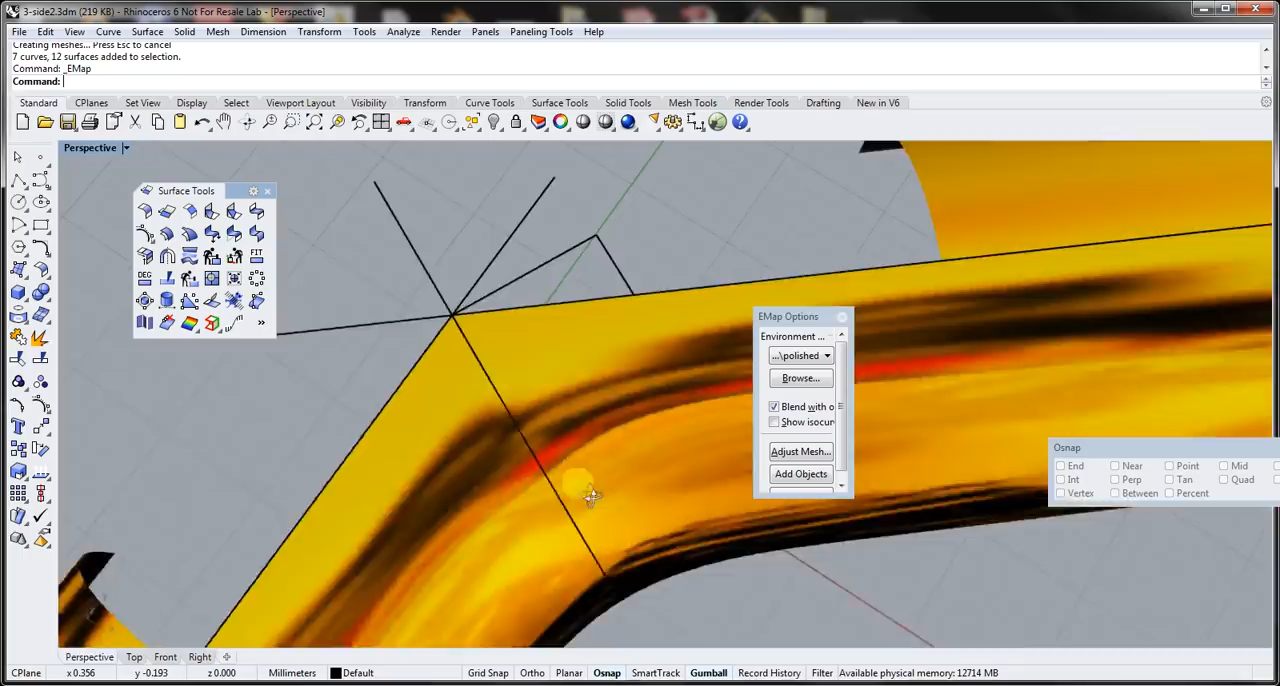 3-side2.3dm (219 KB) - Rhinoceros 6 Not For Resale Lab - [Perspective]
File Edit View Curve Surface Solid Mesh Dimension Transform Tools Analyze Render Panels Paneling Tools Help
Creating meshes... Press Esc to cancel
7 curves, 12 surfaces added to selection.
Command: _EMap
Command:
Standard CPlanes Set View Display Select Viewport Layout Visibility Transform Curve Tools Surface Tools Solid Tools Mesh Tools Render Tools Drafting New in V6
Perspective
Surface Tools
FIT
DEG
EMap Options
Environment ...
...\polished
Browse...
Blend with o
Show isocur
Adjust Mesh...
Add Objects
Osnap
End Near Point Mid
Int Perp Tan Quad
Vertex Between Percent
Perspective Top Front Right
CPlane x 0.356 y -0.193 z 0.000 Millimeters Default Grid Snap Ortho Planar Osnap SmartTrack Gumball Record History Filter Available physical memory: 12714 MB